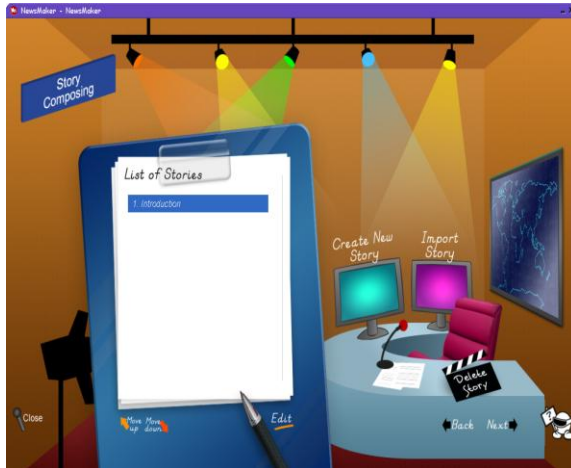 NewsMaker - NewsMaker
Story
Composing
List of Stories
1. Introduction
Create New
Story
Import
Story
Delete
Story
Close
Move Move
up down
Edit
Back Next
?